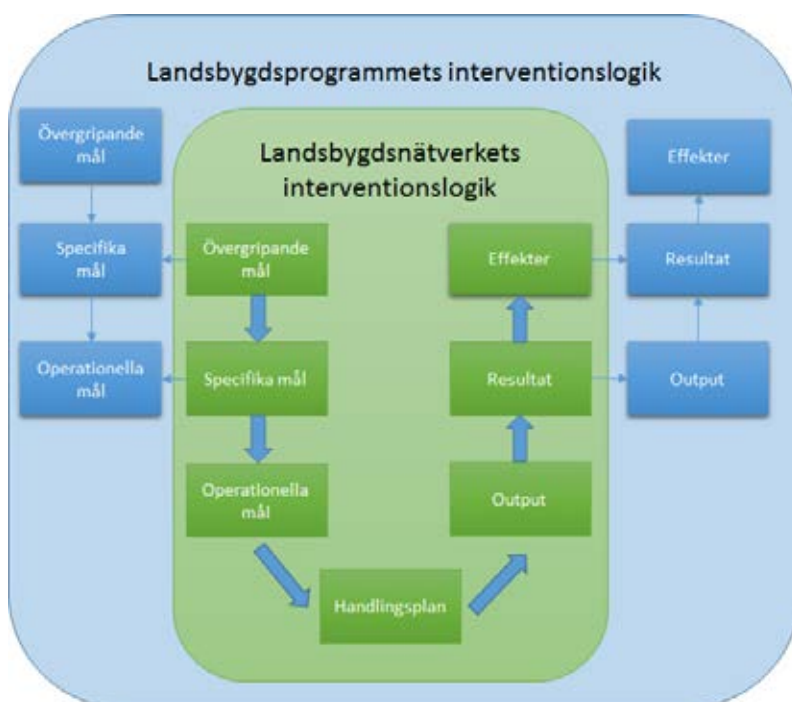 Landsbygdsprogrammets interventionslogik
Övergripande
mål
Specifika
mål
Operationella
mål
Landsbygdsnätverkets
interventionslogik
Övergripande
mål
Specifika mål
Operationella
mål
Handlingsplan
Effekter
Resultat
Output
Effekter
Resultat
Output